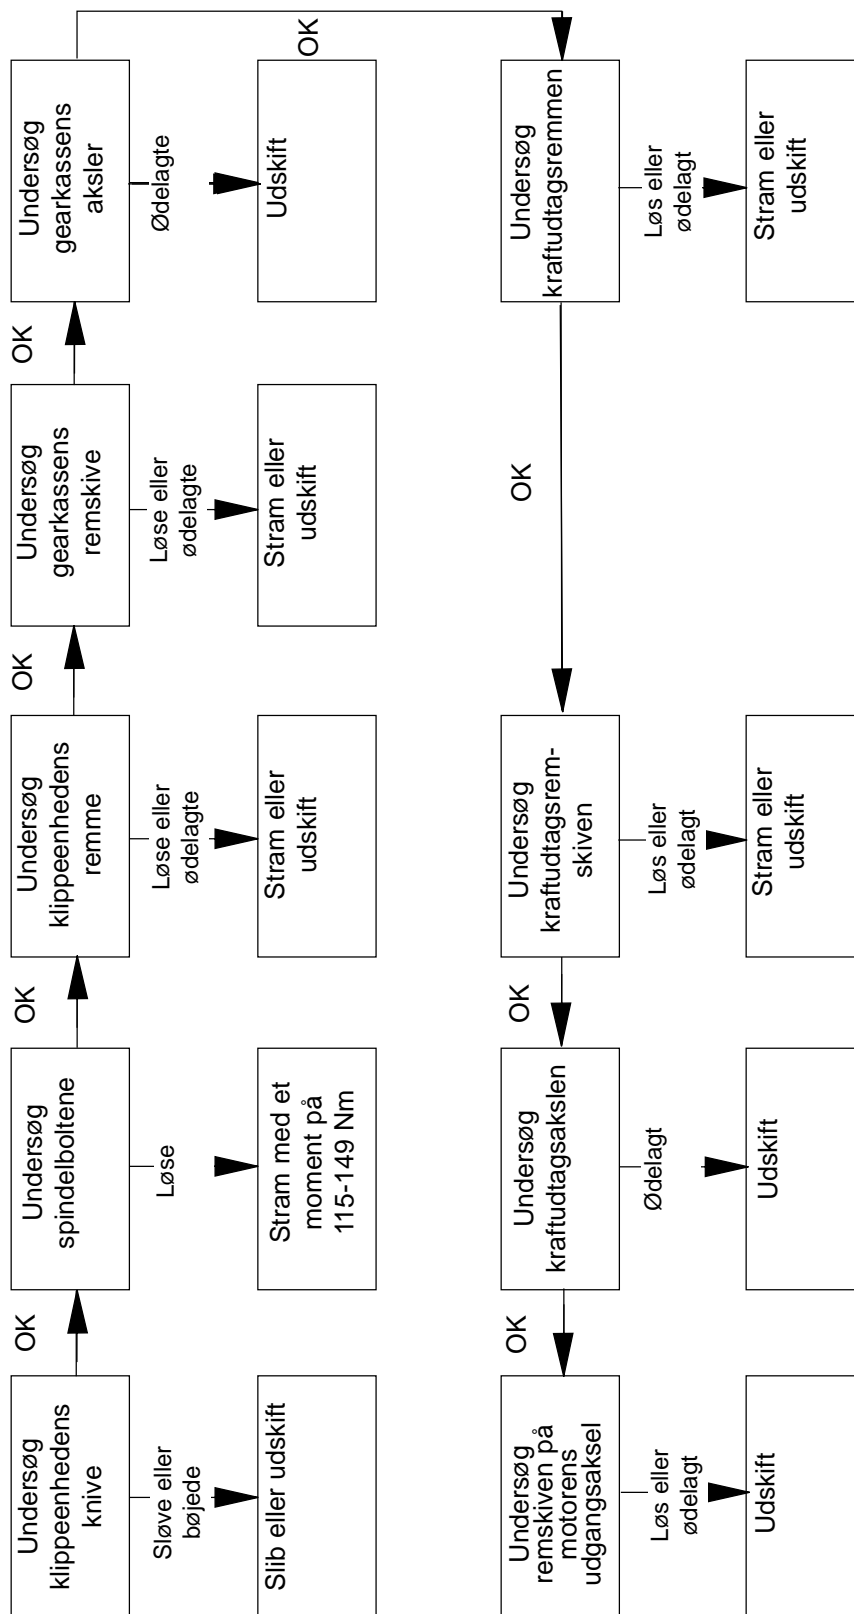 Undersøg
klippeenhedens
knive
OK
Undersøg
spindelboltene
OK
Undersøg
klippeenhedens
remme
OK
Undersøg
gearkassens
remskive
OK
Undersøg
gearkassens
aksler
OK
Sløve eller
bøjede
Løse
Løse eller
ødelagte
Løse eller
ødelagte
Ødelagte
Slib eller udskift
Stram med et
moment på
115-149 Nm
Stram eller
udskift
Stram eller
udskift
Udskift
Undersøg
remskiven på
motorens
udgangsaksel
OK
Undersøg
kraftudtagsakslen
OK
Undersøg
kraftudtagsrem-
skiven
OK
Undersøg
kraftudtagsremmen
Løs eller
ødelagt
Ødelagt
Løs eller
ødelagt
Løs eller
ødelagt
Udskift
Udskift
Stram eller
udskift
Stram eller
udskift